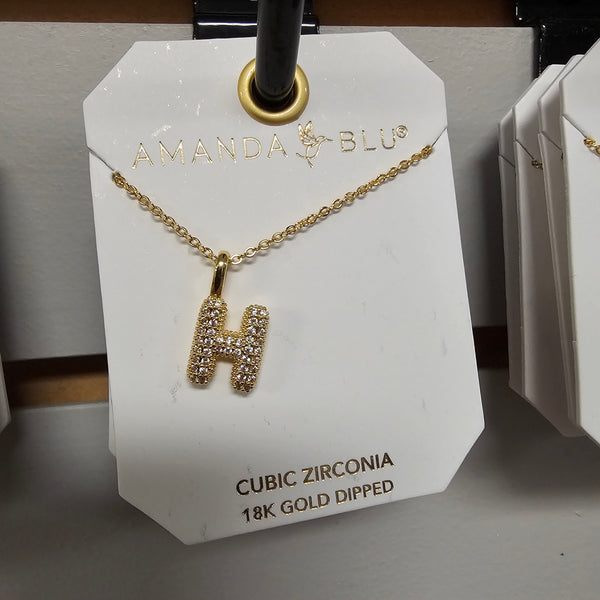 AMANDA BLU®
H
CUBIC ZIRCONIA
18K GOLD DIPPED